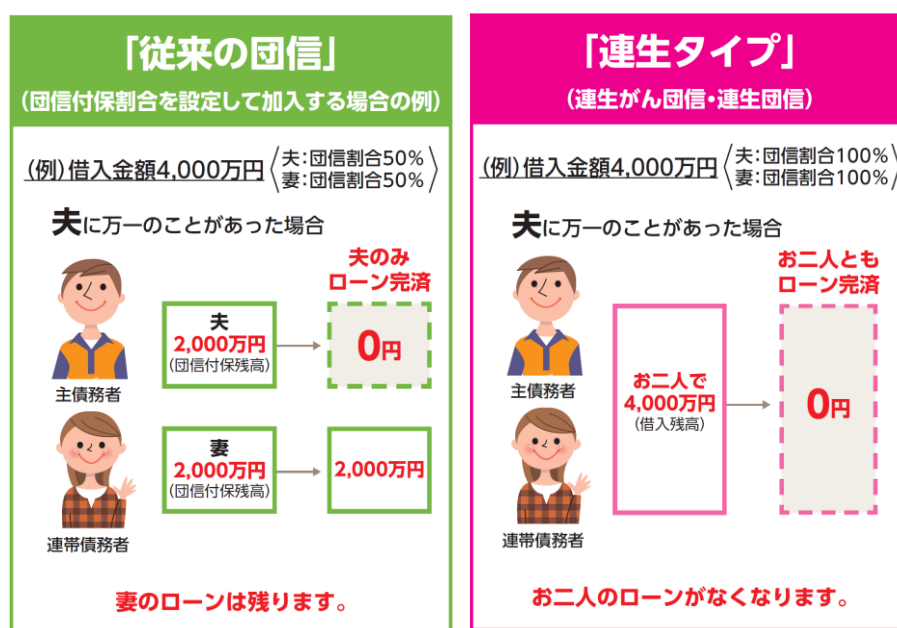 「従来の団信」
(団信付保割合を設定して加入する場合の例)
(例)借入金額4,000万円
夫:団信割合50%
妻:団信割合50%
夫に万一のことがあった場合
夫のみ
ローン完済
夫
2,000万円
(団信付保残高)
0円
主債務者
妻
2,000万円
(団信付保残高)
2,000万円
連帯債務者
妻のローンは残ります。
「連生タイプ」
(連生がん団信・連生団信)
(例)借入金額4,000万円
夫:団信割合100%
妻:団信割合100%
夫に万一のことがあった場合
お二人とも
ローン完済
お二人で
4,000万円
(借入残高)
0円
主債務者
連帯債務者
お二人のローンがなくなります。